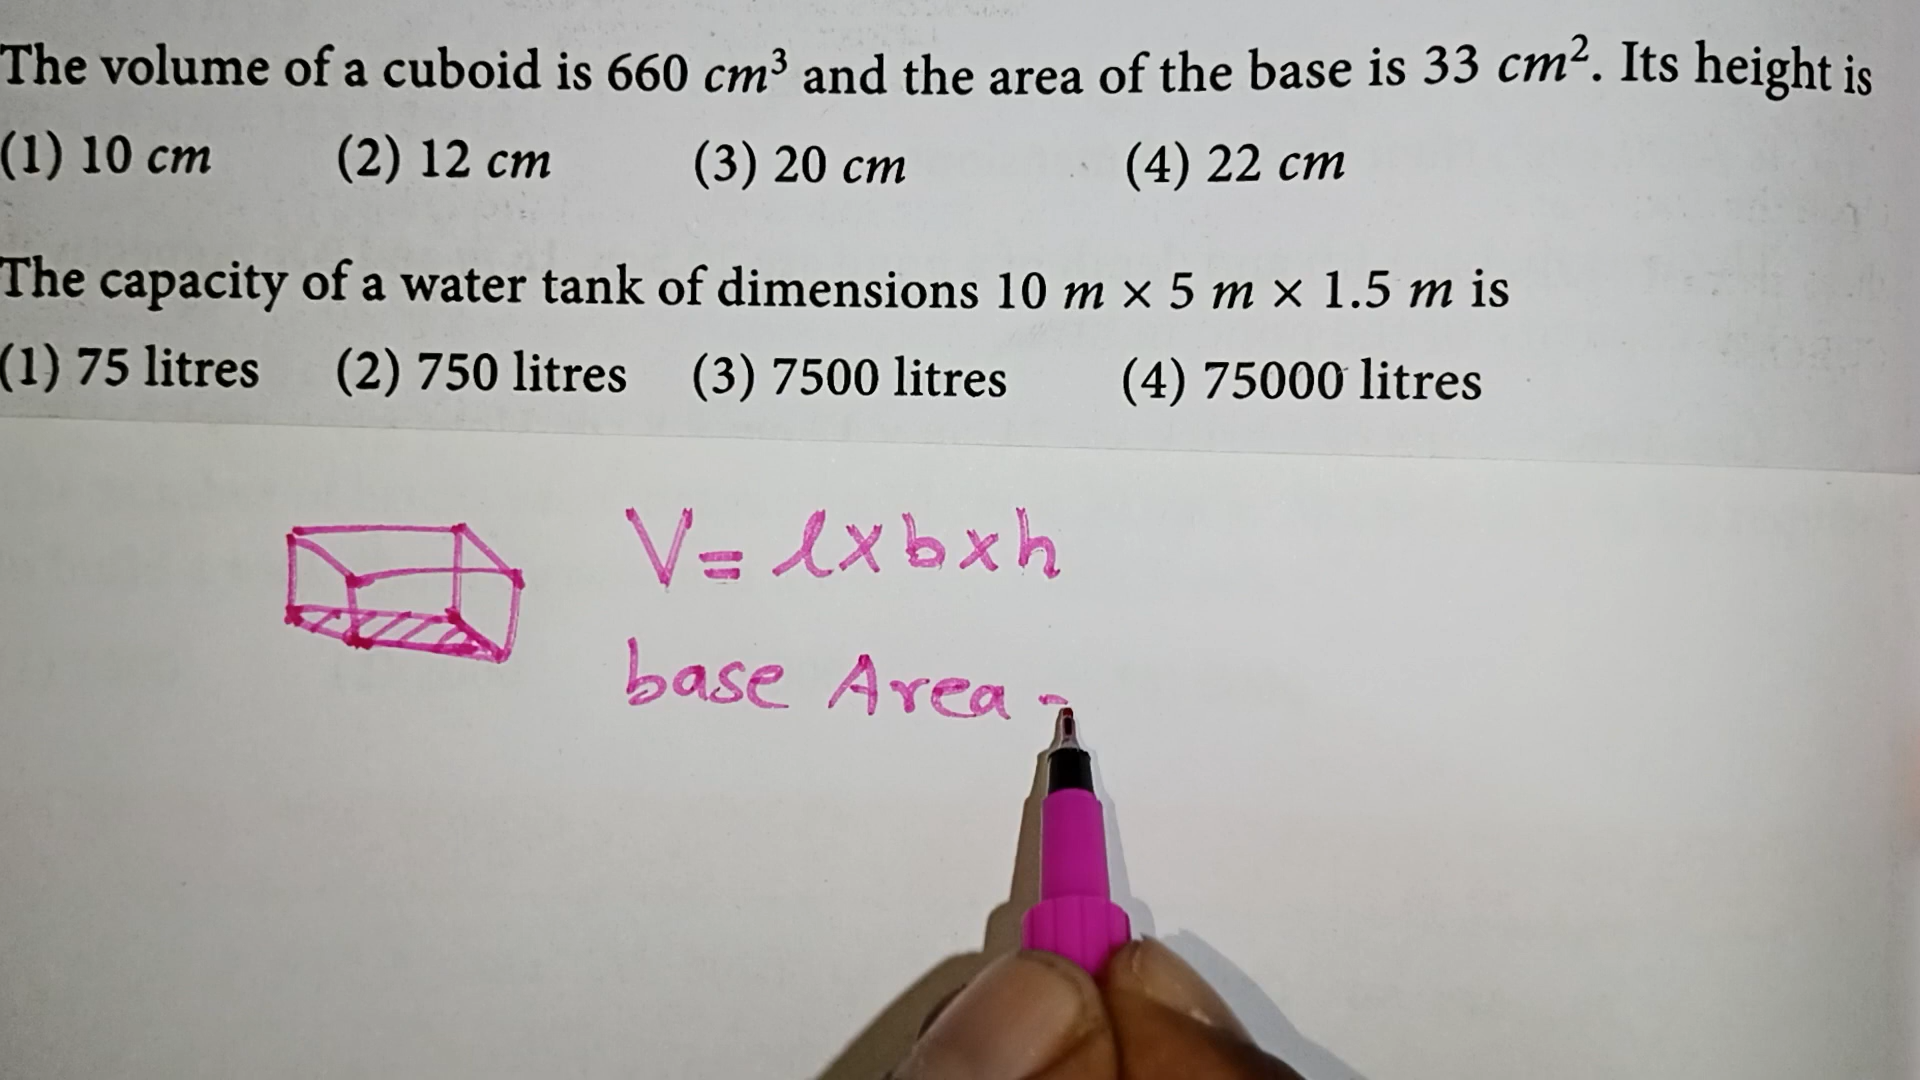 The volume of a cuboid is 660 cm³ and the area of the base is 33 cm². Its height is
(1) 10 cm (2) 12 cm (3) 20 cm (4) 22 cm
The capacity of a water tank of dimensions 10 m × 5 m × 1.5 m is
(1) 75 litres (2) 750 litres (3) 7500 litres (4) 75000 litres
V = l x b x h
base Area -